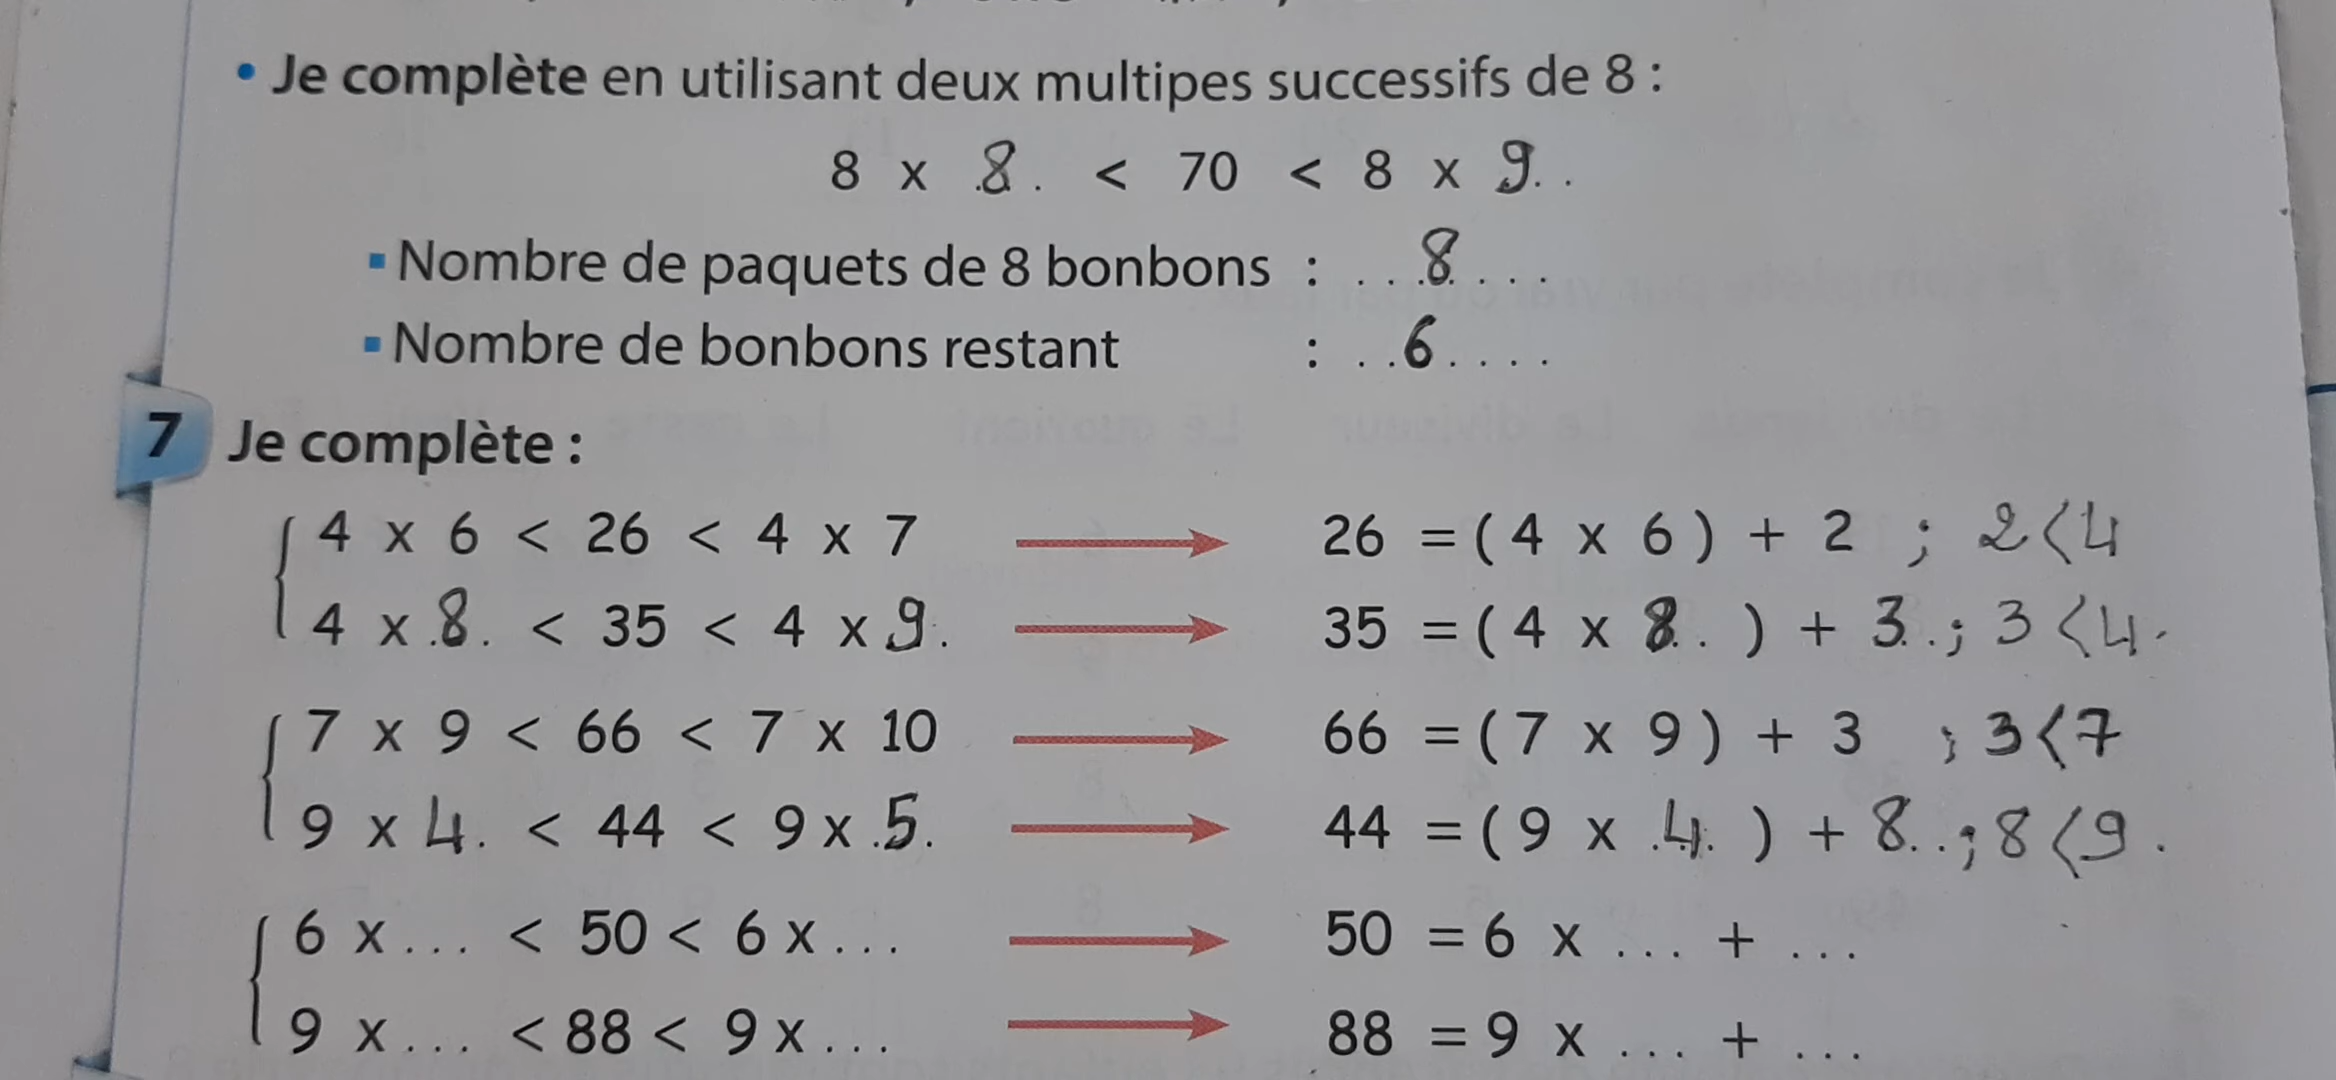 • Je complète en utilisant deux multipes successifs de 8 :
8 x .8. < 70 < 8 x 9..
▪ Nombre de paquets de 8 bonbons : ...8....
▪ Nombre de bonbons restant : ..6....
7 Je complète :
4 x 6 < 26 < 4 x 7 → 26 = ( 4 x 6 ) + 2 ; 2<4
4 x .8. < 35 < 4 x 9. → 35 = ( 4 x 8.. ) + 3..; 3<4.
7 x 9 < 66 < 7 x 10 → 66 = ( 7 x 9 ) + 3 ; 3<7
9 x 4. < 44 < 9 x .5. → 44 = ( 9 x .4. ) + 8..; 8<9.
6 x ... < 50 < 6 x ... → 50 = 6 x ... + ...
9 x ... < 88 < 9 x ... → 88 = 9 x ... + ...